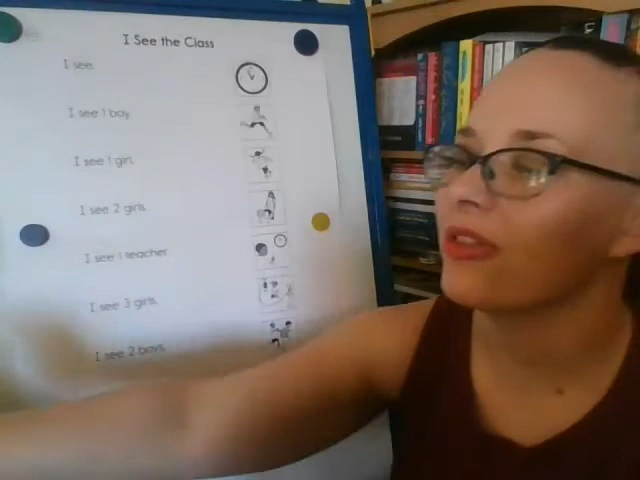 I See the Class
I see
I see 1 boy.
I see 1 girl.
I see 2 girls.
I see 1 teacher
I see 3 girls.
I see 2 boys.